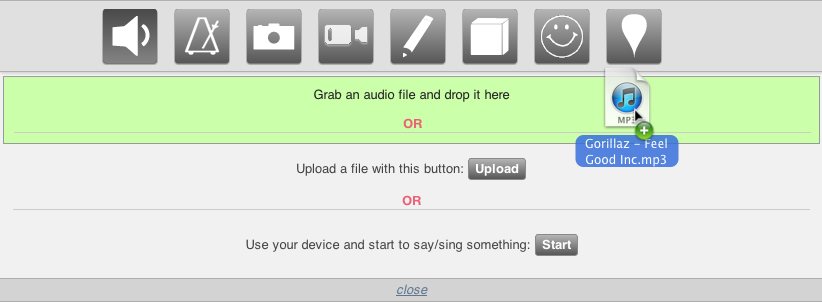 Grab an audio file and drop it here
OR
MP3
Gorillaz – Feel
Good Inc.mp3
Upload a file with this button: Upload
OR
Use your device and start to say/sing something: Start
close